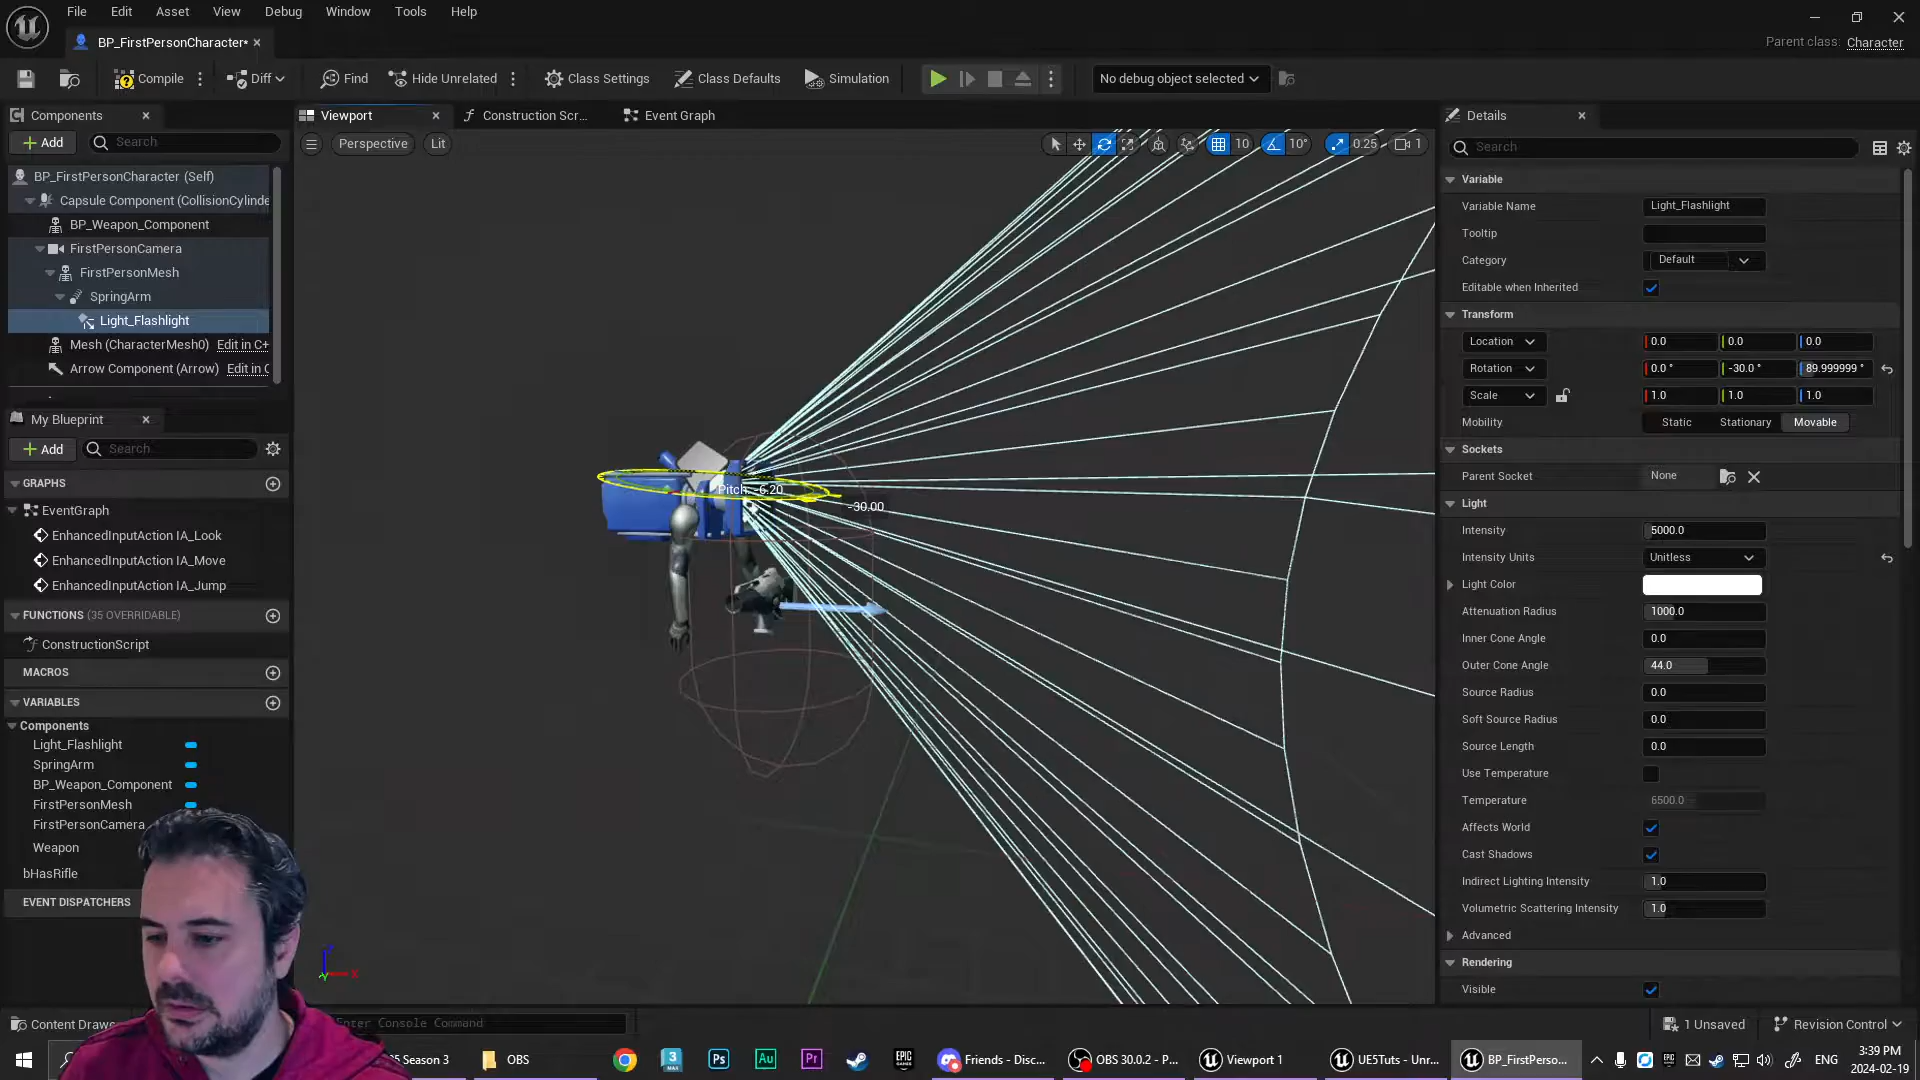 File Edit Asset View Debug Window Tools Help
BP_FirstPersonCharacter*
Parent class: Character
Compile Diff Find Hide Unrelated Class Settings Class Defaults Simulation No debug object selected
Components
Add Search
BP_FirstPersonCharacter (Self)
Capsule Component (CollisionCylinde
BP_Weapon_Component
FirstPersonCamera
FirstPersonMesh
SpringArm
Light_Flashlight
Mesh (CharacterMesh0) Edit in C+
Arrow Component (Arrow) Edit in C
My Blueprint
Add Search
GRAPHS
EventGraph
EnhancedInputAction IA_Look
EnhancedInputAction IA_Move
EnhancedInputAction IA_Jump
FUNCTIONS (35 OVERRIDABLE)
ConstructionScript
MACROS
VARIABLES
Components
Light_Flashlight
SpringArm
BP_Weapon_Component
FirstPersonMesh
FirstPersonCamera
Weapon
bHasRifle
EVENT DISPATCHERS
Viewport Construction Scr... Event Graph
Perspective Lit
10 10° 0.25 1
Pitch: -6.20
-30.00
Z X Y
Details
Search
Variable
Variable Name Light_Flashlight
Tooltip
Category Default
Editable when Inherited
Transform
Location 0.0 0.0 0.0
Rotation 0.0 ° -30.0 ° 89.999999 °
Scale 1.0 1.0 1.0
Mobility Static Stationary Movable
Sockets
Parent Socket None
Light
Intensity 5000.0
Intensity Units Unitless
Light Color
Attenuation Radius 1000.0
Inner Cone Angle 0.0
Outer Cone Angle 44.0
Source Radius 0.0
Soft Source Radius 0.0
Source Length 0.0
Use Temperature
Temperature 6500.0
Affects World
Cast Shadows
Indirect Lighting Intensity 1.0
Volumetric Scattering Intensity 1.0
Advanced
Rendering
Visible
Content Draw
Enter Console Command
1 Unsaved Revision Control
Season 3 OBS Friends - Disc... OBS 30.0.2 - P... Viewport 1 UE5Tuts - Unr... BP_FirstPerso...
3 MAX Ps Au Pr EPIC GAMES
ENG
3:39 PM
2024-02-19